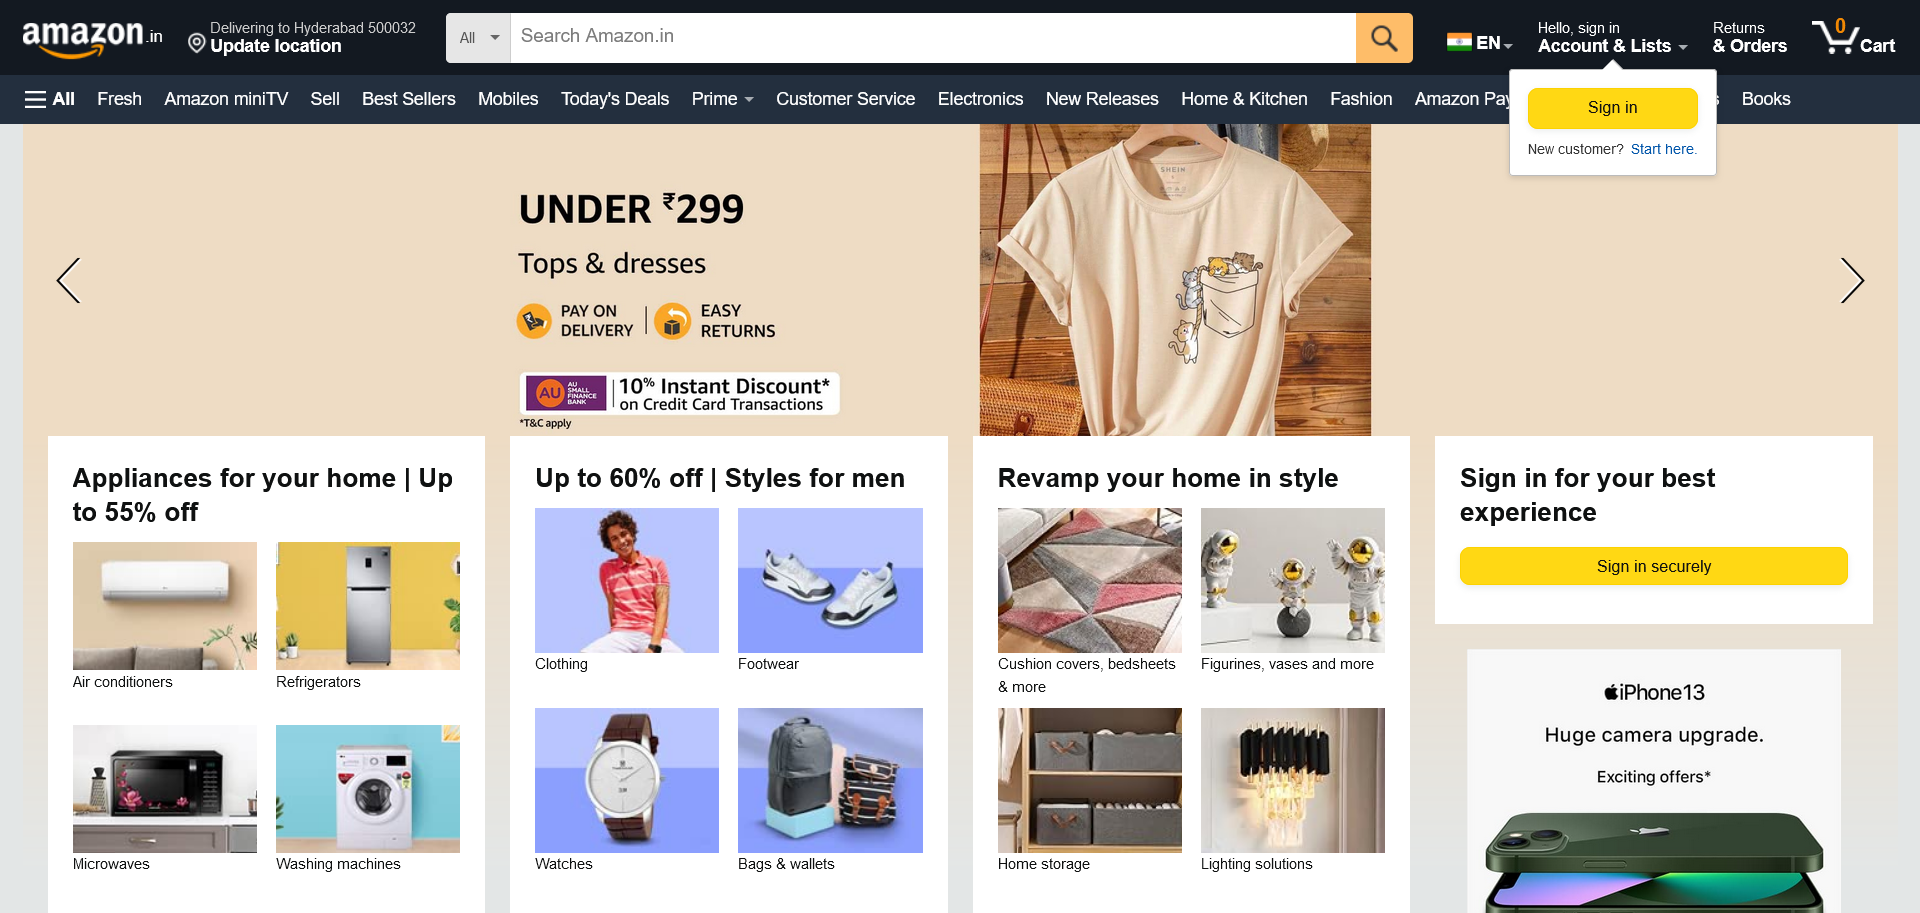 amazon.in
Delivering to Hyderabad 500032
Update location
All
Search Amazon.in
EN
Hello, sign in
Account & Lists
Returns
& Orders
0
Cart
All
Fresh
Amazon miniTV
Sell
Best Sellers
Mobiles
Today's Deals
Prime
Customer Service
Electronics
New Releases
Home & Kitchen
Fashion
Amazon Pay
Books
Sign in
New customer? Start here.
UNDER ₹299
Tops & dresses
PAY ON
DELIVERY
EASY
RETURNS
AU
AU
SMALL
FINANCE
BANK
10% Instant Discount*
on Credit Card Transactions
*T&C apply
SHEIN
Appliances for your home | Up
to 55% off
Air conditioners
Refrigerators
Microwaves
Washing machines
Up to 60% off | Styles for men
Clothing
Footwear
Watches
Bags & wallets
Revamp your home in style
Cushion covers, bedsheets
& more
Figurines, vases and more
Home storage
Lighting solutions
Sign in for your best
experience
Sign in securely
iPhone13
Huge camera upgrade.
Exciting offers*